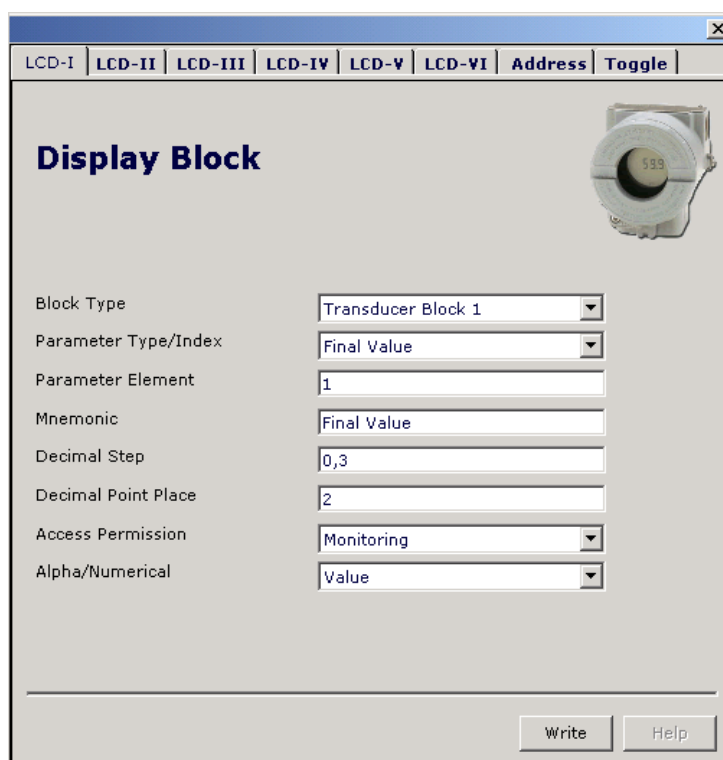 LCD-I LCD-II LCD-III LCD-IV LCD-V LCD-VI Address Toggle
Display Block
59.9
Block Type Transducer Block 1
Parameter Type/Index Final Value
Parameter Element 1
Mnemonic Final Value
Decimal Step 0,3
Decimal Point Place 2
Access Permission Monitoring
Alpha/Numerical Value
Write Help